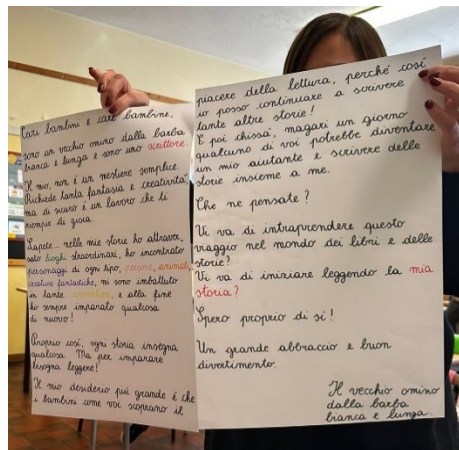 Cari bambini e care bambine,
sono un vecchio omino dalla barba
bianca e lunga e sono uno scrittore.
Il mio, non è un mestiere semplice.
Richiede tanta fantasia e creatività,
ma di sicuro è un lavoro che ti
riempie di gioia.
Sapete... nelle mie storie ho attraver
sato luoghi straordinari, ho incontrato
personaggi di ogni tipo, persone, animali,
creature fantastiche, mi sono imbattuto
in tante avventure, e alla fine
ho sempre imparato qualcosa
di nuovo!
Proprio così, ogni storia insegna
qualcosa. Ma per imparare
bisogna leggere!
Il mio desiderio più grande è che
i bambini come voi scoprano il
piacere della lettura, perché così
io posso continuare a scrivere
tante altre storie!
E poi chissà, magari un giorno
qualcuno di voi potrebbe diventare
un mio aiutante e scrivere delle
storie insieme a me.
Che ne pensate?
Vi va di intraprendere questo
viaggio nel mondo dei libri e delle
storie?
Vi va di iniziare leggendo la mia
storia?
Spero proprio di sì!
Un grande abbraccio e buon
divertimento.
Il vecchio omino
dalla barba
bianca e lunga.